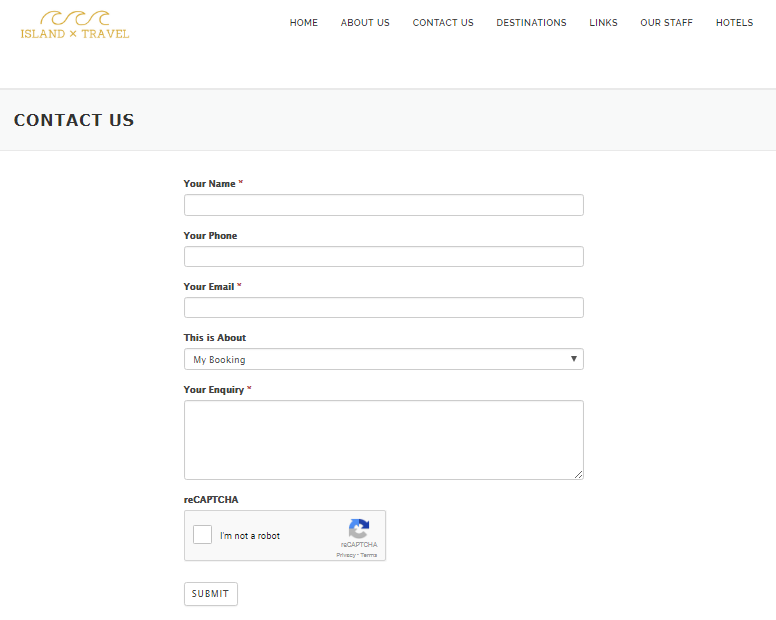 ISLAND × TRAVEL
HOME ABOUT US CONTACT US DESTINATIONS LINKS OUR STAFF HOTELS
CONTACT US
Your Name *
Your Phone
Your Email *
This is About
My Booking
Your Enquiry *
reCAPTCHA
I'm not a robot
reCAPTCHA
Privacy - Terms
SUBMIT